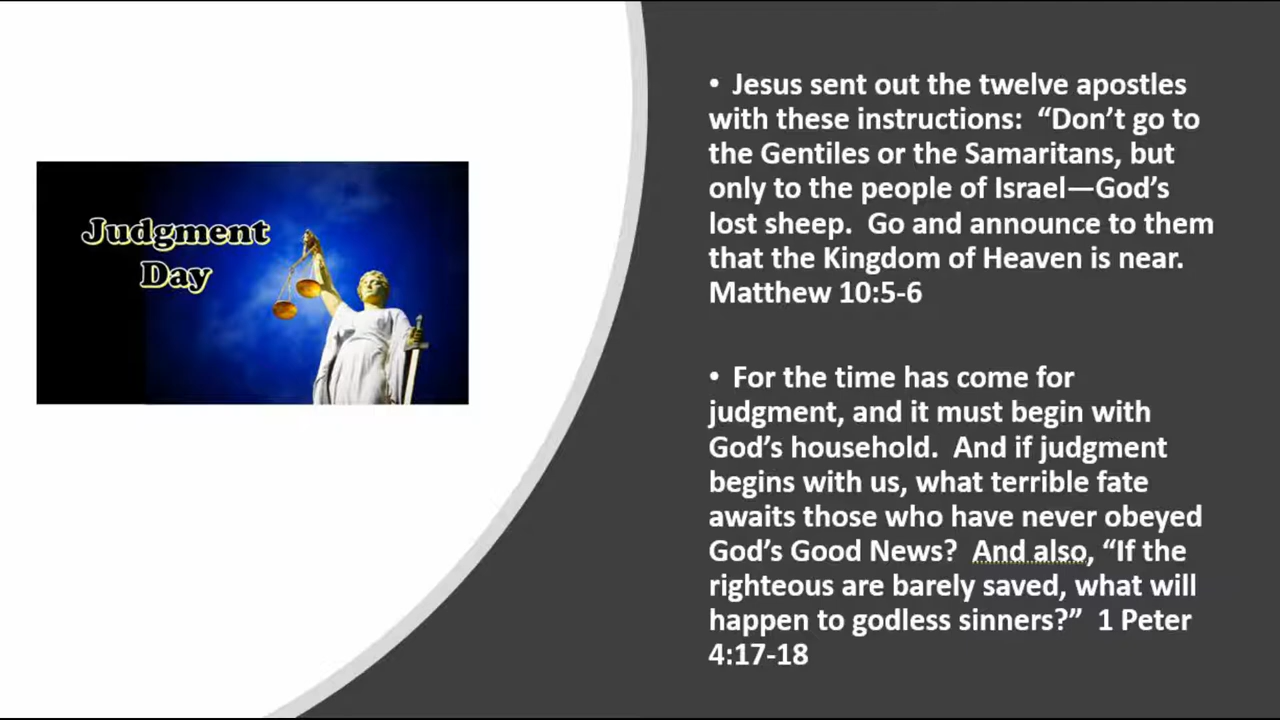 Judgment
Day
• Jesus sent out the twelve apostles
with these instructions:  “Don’t go to
the Gentiles or the Samaritans, but
only to the people of Israel—God’s
lost sheep.  Go and announce to them
that the Kingdom of Heaven is near.
Matthew 10:5-6
• For the time has come for
judgment, and it must begin with
God’s household.  And if judgment
begins with us, what terrible fate
awaits those who have never obeyed
God’s Good News?  And also, “If the
righteous are barely saved, what will
happen to godless sinners?”  1 Peter
4:17-18